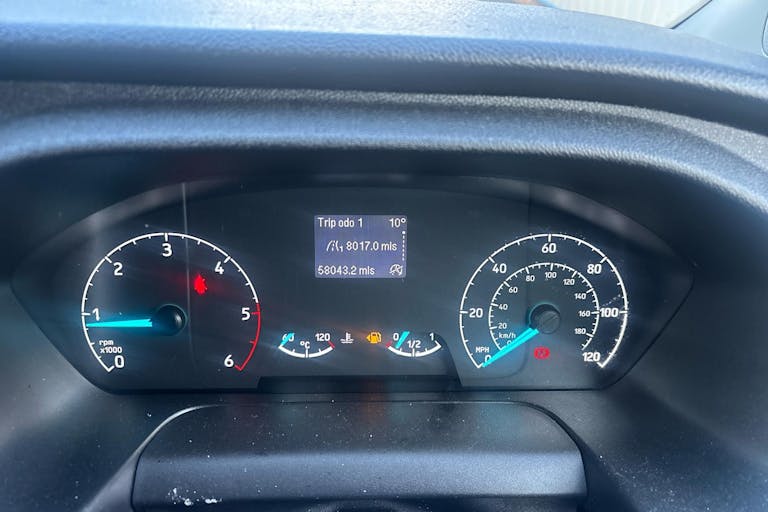 Trip odo 1 10°
8017.0 mls
58043.2 mls
0 1 2 3 4 5 6
rpm
x1000
60 120
°C
0 1/2 1
0 20 40 60 80 100 120
MPH
0 20 40 60 80 100 120 140 160 180
km/h